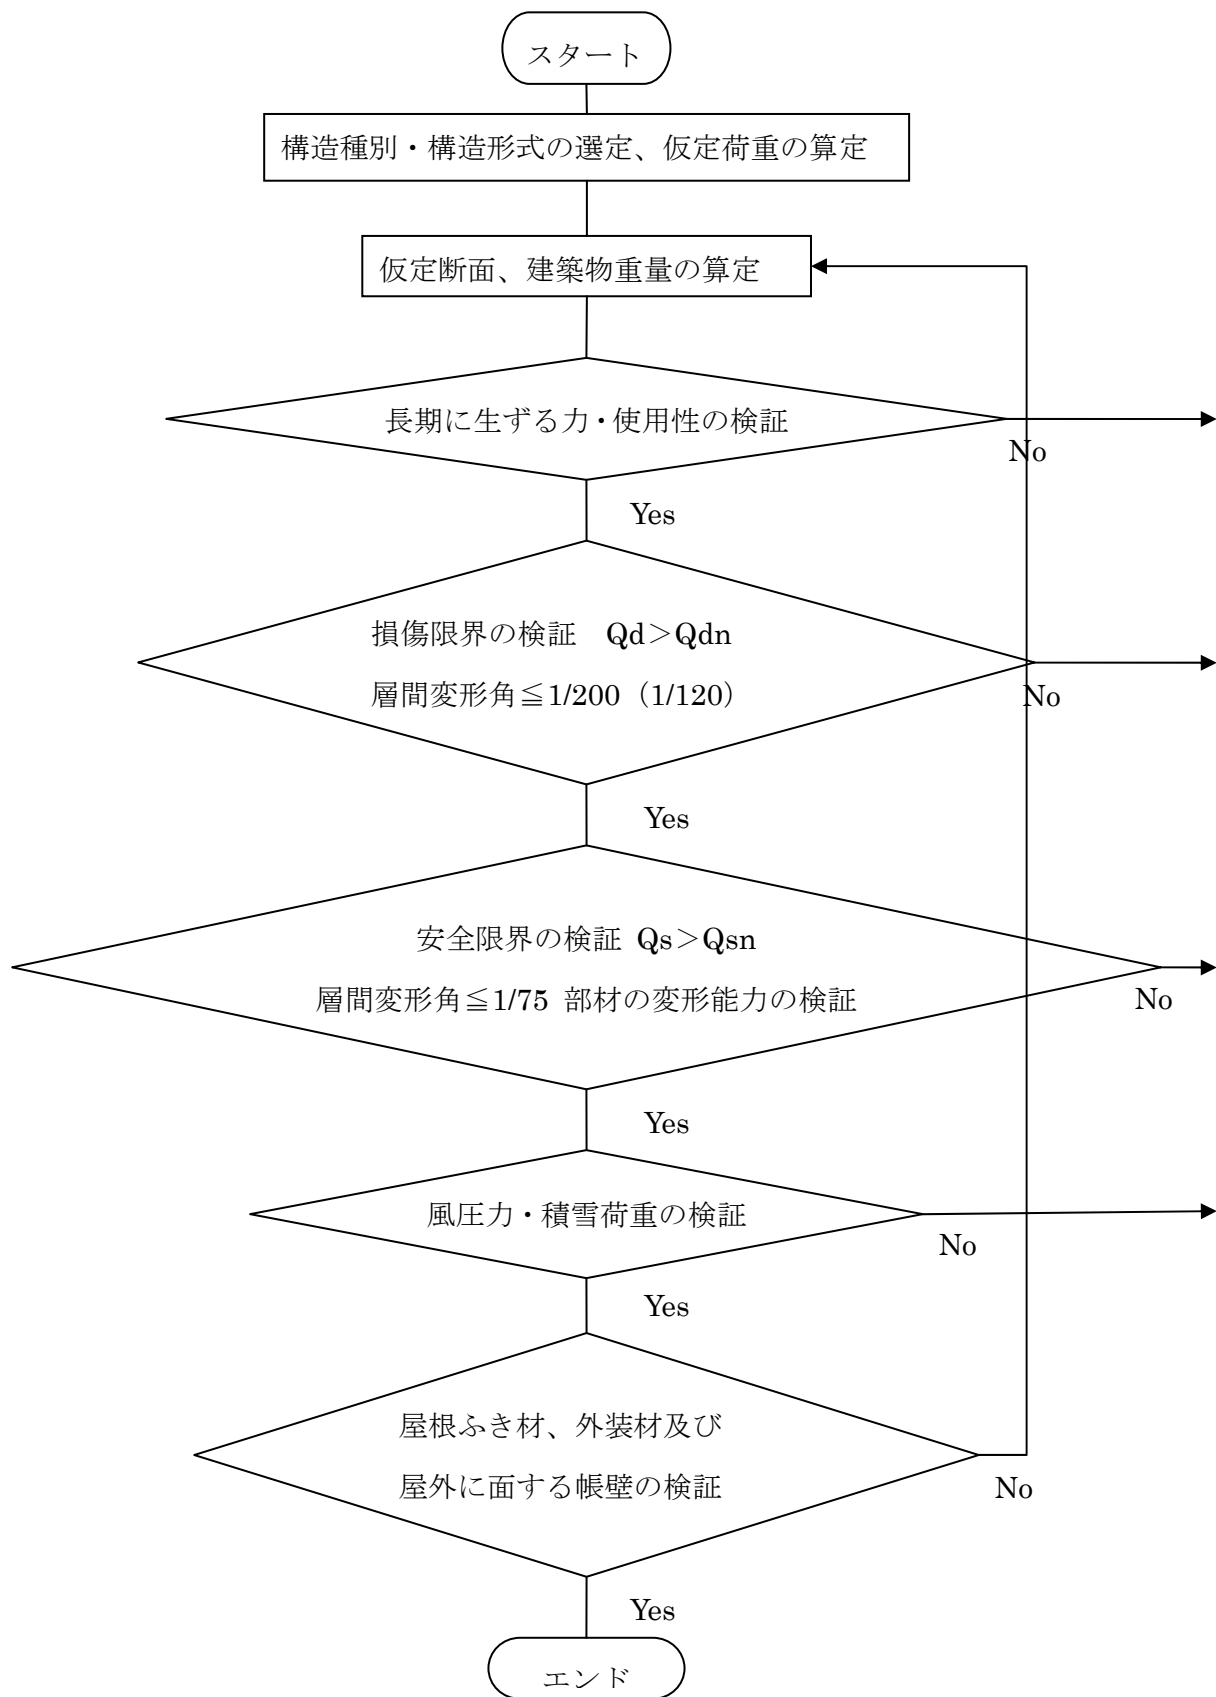 スタート
構造種別・構造形式の選定、仮定荷重の算定
仮定断面、建築物重量の算定
長期に生ずる力・使用性の検証
No
Yes
損傷限界の検証　Qd＞Qdn
層間変形角≦1/200（1/120）
No
Yes
安全限界の検証 Qs＞Qsn
層間変形角≦1/75 部材の変形能力の検証
No
Yes
風圧力・積雪荷重の検証
No
Yes
屋根ふき材、外装材及び
屋外に面する帳壁の検証
No
Yes
エンド